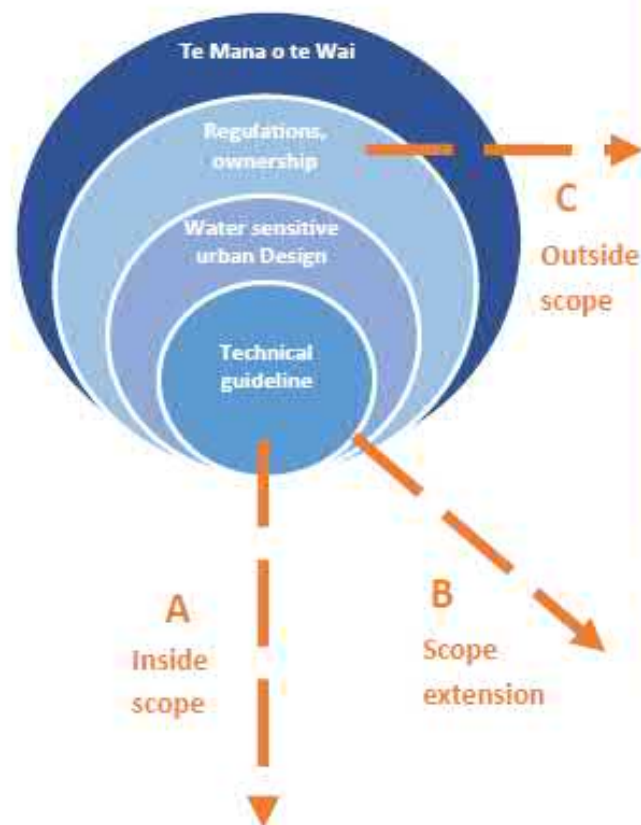 Te Mana o te Wai
Regulations,
ownership
Water sensitive
urban Design
Technical
guideline
C
Outside
scope
A
Inside
scope
B
Scope
extension